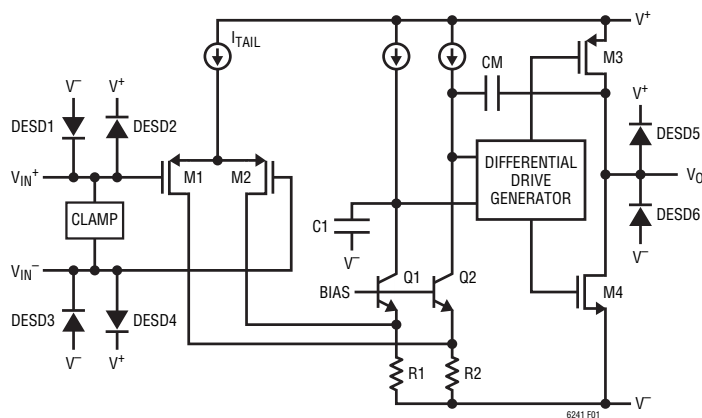 V+
ITAIL
M3
CM
V– V+
V+
DESD1 DESD2
DESD5
DIFFERENTIAL
DRIVE
GENERATOR
VIN+
M1 M2
VO
CLAMP
C1
DESD6
V–
V–
VIN–
Q1 Q2
BIAS
M4
DESD3 DESD4
V– V+
R1 R2
V–
6241 F01